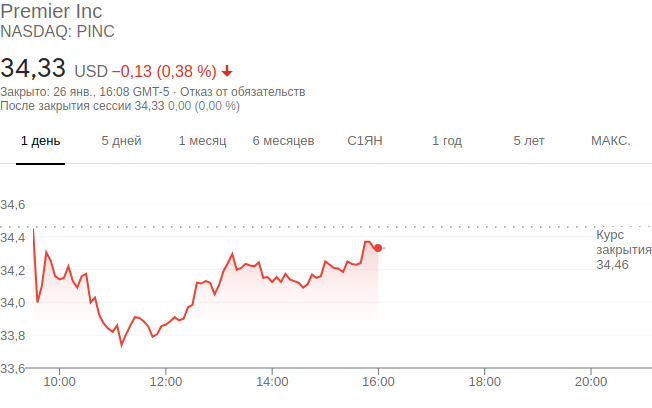 Premier Inc
NASDAQ: PINC
34,33 USD −0,13 (0,38 %)
Закрыто: 26 янв., 16:08 GMT-5 · Отказ от обязательств
После закрытия сессии 34,33 0,00 (0,00 %)
1 день 5 дней 1 месяц 6 месяцев С1ЯН 1 год 5 лет МАКС.
34,6
34,4
Курс
закрытия
34,46
34,2
34,0
33,8
33,6
10:00 12:00 14:00 16:00 18:00 20:00